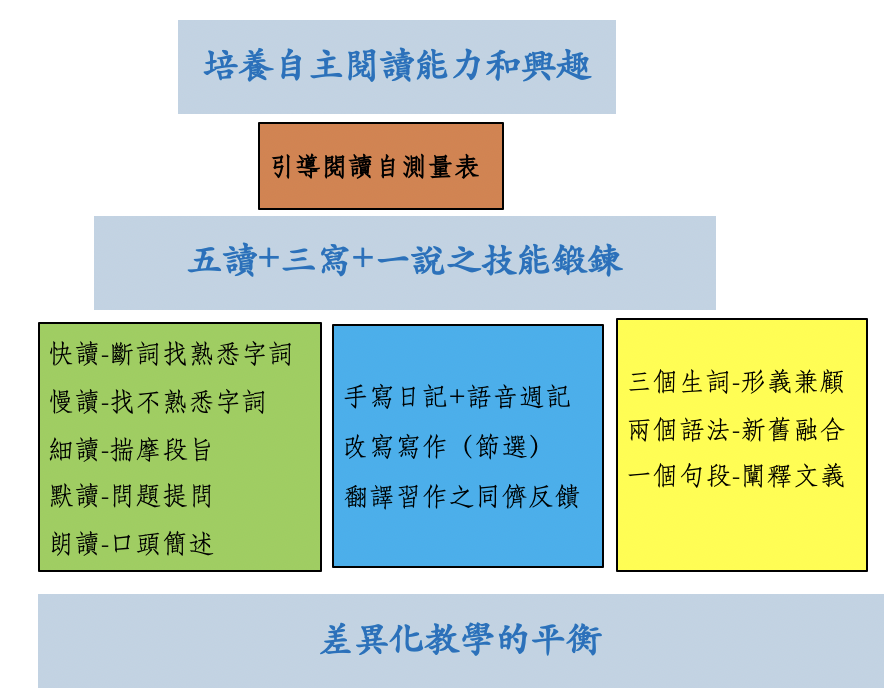 培養自主閱讀能力和興趣
引導閱讀自測量表
五讀+三寫+一說之技能鍛鍊
快讀-斷詞找熟悉字詞
慢讀-找不熟悉字詞
細讀-揣摩段旨
默讀-問題提問
朗讀-口頭簡述
手寫日記+語音週記
改寫寫作（節選）
翻譯習作之同儕反饋
三個生詞-形義兼顧
兩個語法-新舊融合
一個句段-闡釋文義
差異化教學的平衡